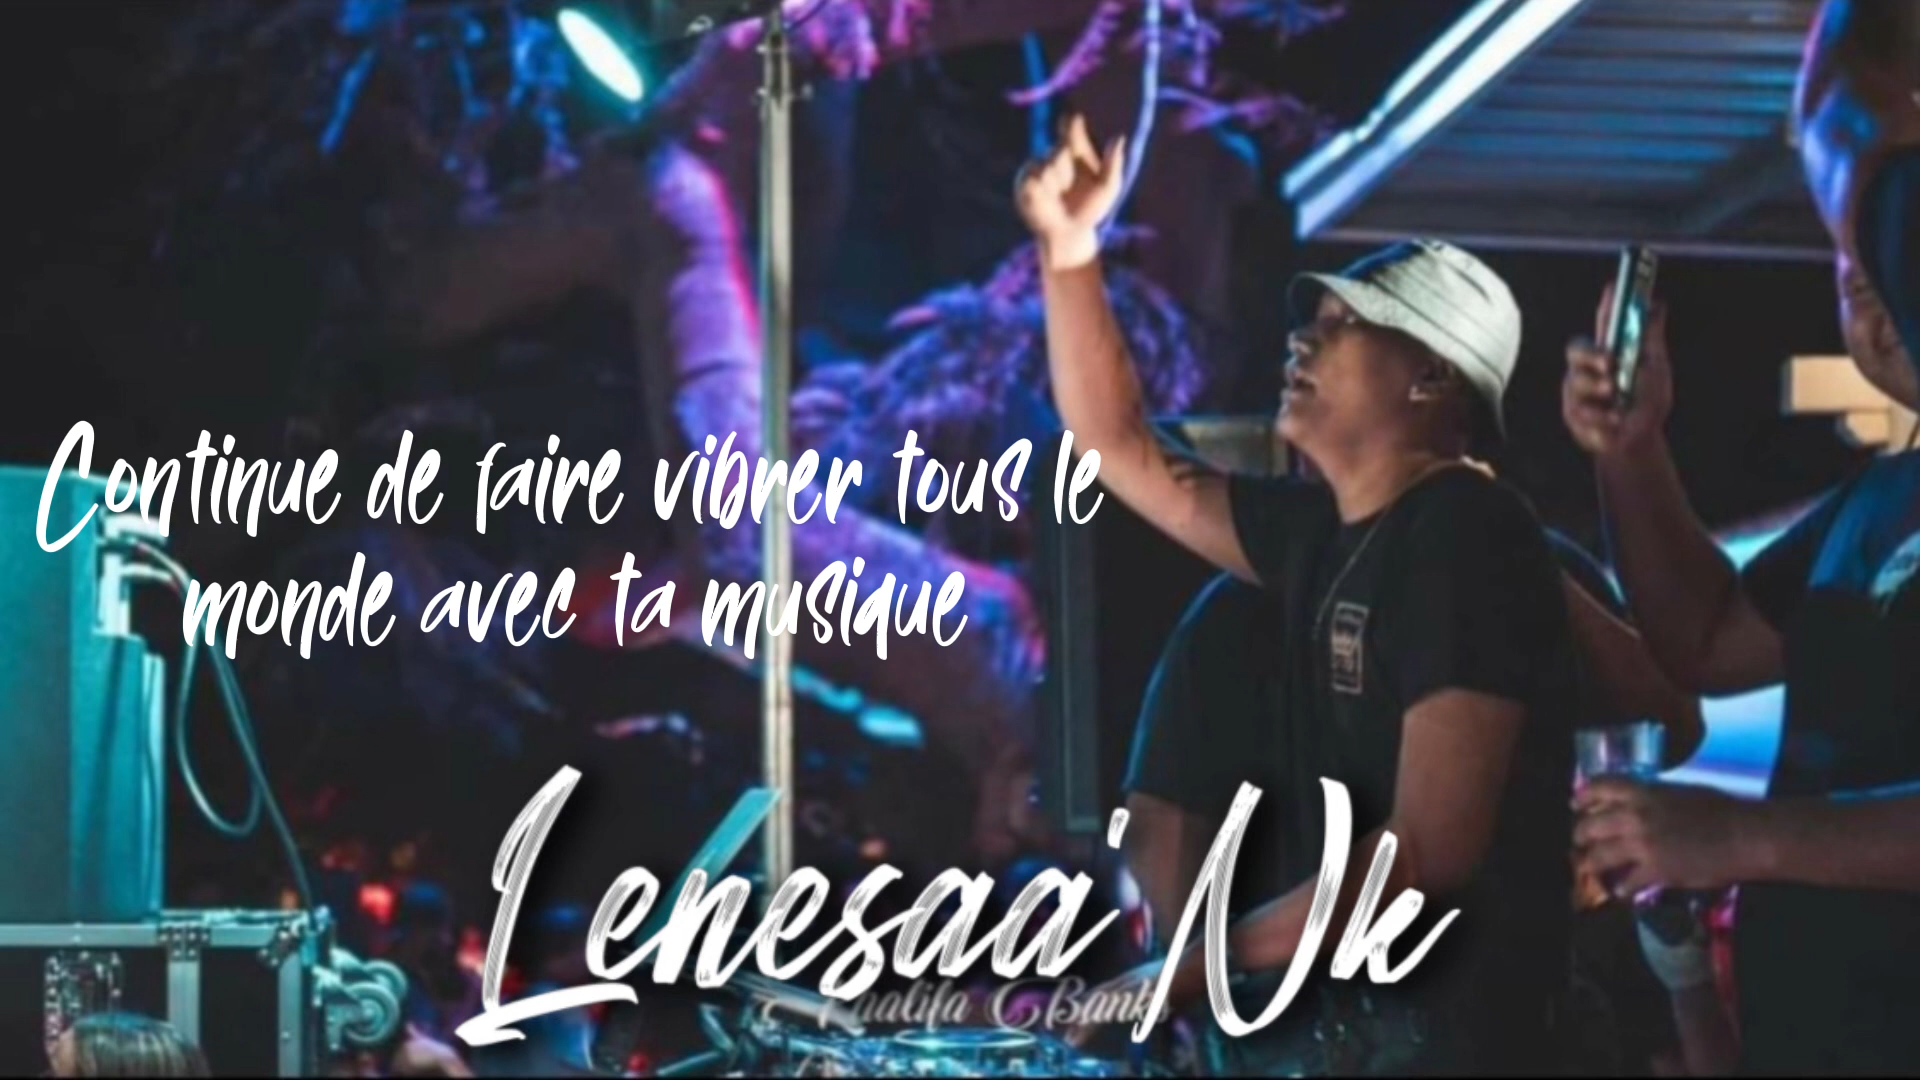 Continue de faire vibrer tous le
monde avec ta musique
Lenesaa' Nk
Khalifa Banks